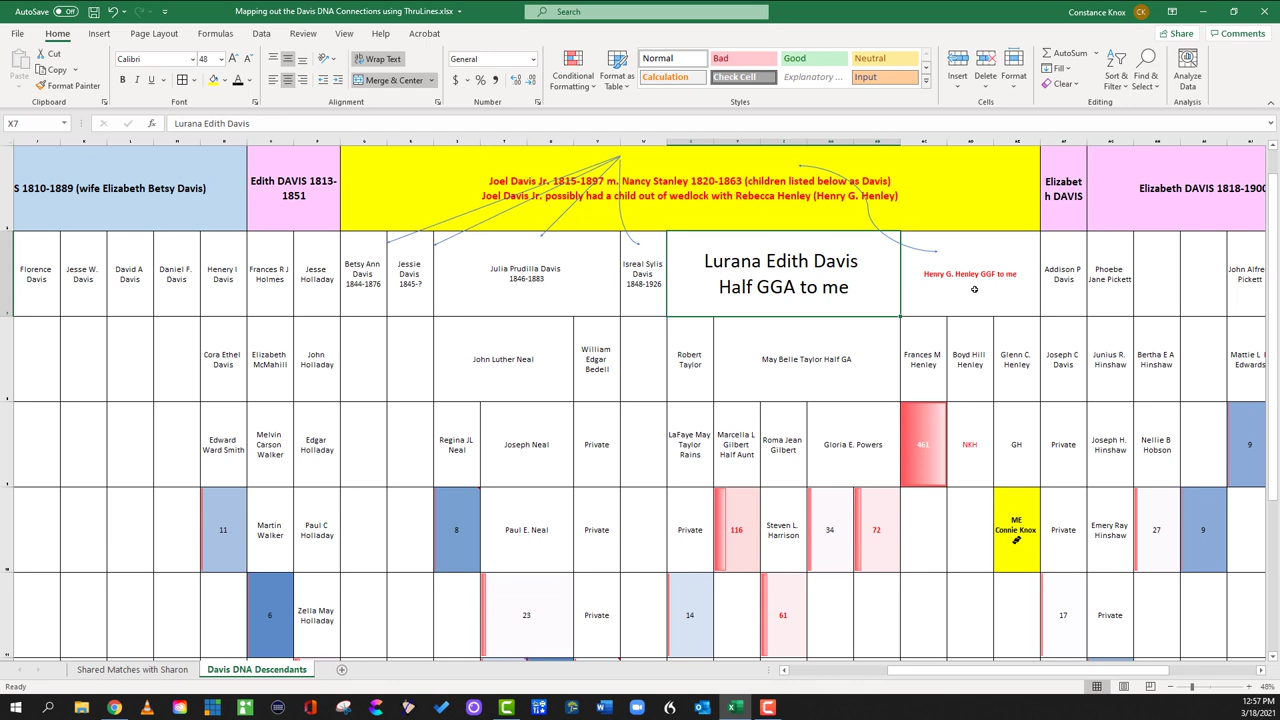 AutoSave Off
Mapping out the Davis DNA Connections using ThruLines.xlsx
Search
Constance Knox CK
File Home Insert Page Layout Formulas Data Review View Help Acrobat
Share Comments
Paste
Cut
Copy
Format Painter
Clipboard
Calibri 48
B I U
Font
Wrap Text
Merge & Center
Alignment
General
Number
Conditional Formatting
Format as Table
Normal Bad Good Neutral
Calculation Check Cell Explanatory ... Input
Styles
Insert Delete Format
Cells
AutoSum
Fill
Clear
Sort & Filter
Find & Select
Editing
Analyze Data
Analysis
X7 fx Lurana Edith Davis
S 1810-1889 (wife Elizabeth Betsy Davis)
Edith DAVIS 1813-
1851
Joel Davis Jr. 1815-1897 m. Nancy Stanley 1820-1863 (children listed below as Davis)
Joel Davis Jr. possibly had a child out of wedlock with Rebecca Henley (Henry G. Henley)
Elizabet
h DAVIS
Elizabeth DAVIS 1818-1900
Florence Davis
Jesse W. Davis
David A Davis
Daniel F. Davis
Henery I Davis
Frances R J Holmes
Jesse Holladay
Betsy Ann Davis 1844-1876
Jessie Davis 1845-?
Julia Prudilla Davis 1846-1883
Isreal Sylis Davis 1848-1926
Lurana Edith Davis
Half GGA to me
Henry G. Henley GGF to me
Addison P Davis
Phoebe Jane Pickett
John Alfre
Davis
Cora Ethel Davis
Elizabeth McMahill
John Holladay
John Luther Neal
William Edgar Bedell
Robert Taylor
May Belle Taylor Half GA
Frances M Henley
Boyd Hill Henley
Glenn C. Henley
Joseph C Davis
Junius R. Hinshaw
Bertha E A Hinshaw
Mattie L
Edwards
Edward Ward Smith
Melvin Carson Walker
Edgar Holladay
Regina JL Neal
Joseph Neal
Private
LaFaye May Taylor Rains
Marcella L Gilbert Half Aunt
Roma Jean Gilbert
Gloria E. Powers
461
NKH
GH
Private
Joseph H. Hinshaw
Nellie B Hobson
9
11
Martin Walker
Paul C Holladay
8
Paul E. Neal
Private
Private
116
Steven L. Harrison
34
72
ME Connie Knox
Private
Emery Ray Hinshaw
27
9
6
Zella May Holladay
23
Private
14
61
17
Private
Shared Matches with Sharon
Davis DNA Descendants
Ready
48%
12:57 PM
3/18/2021